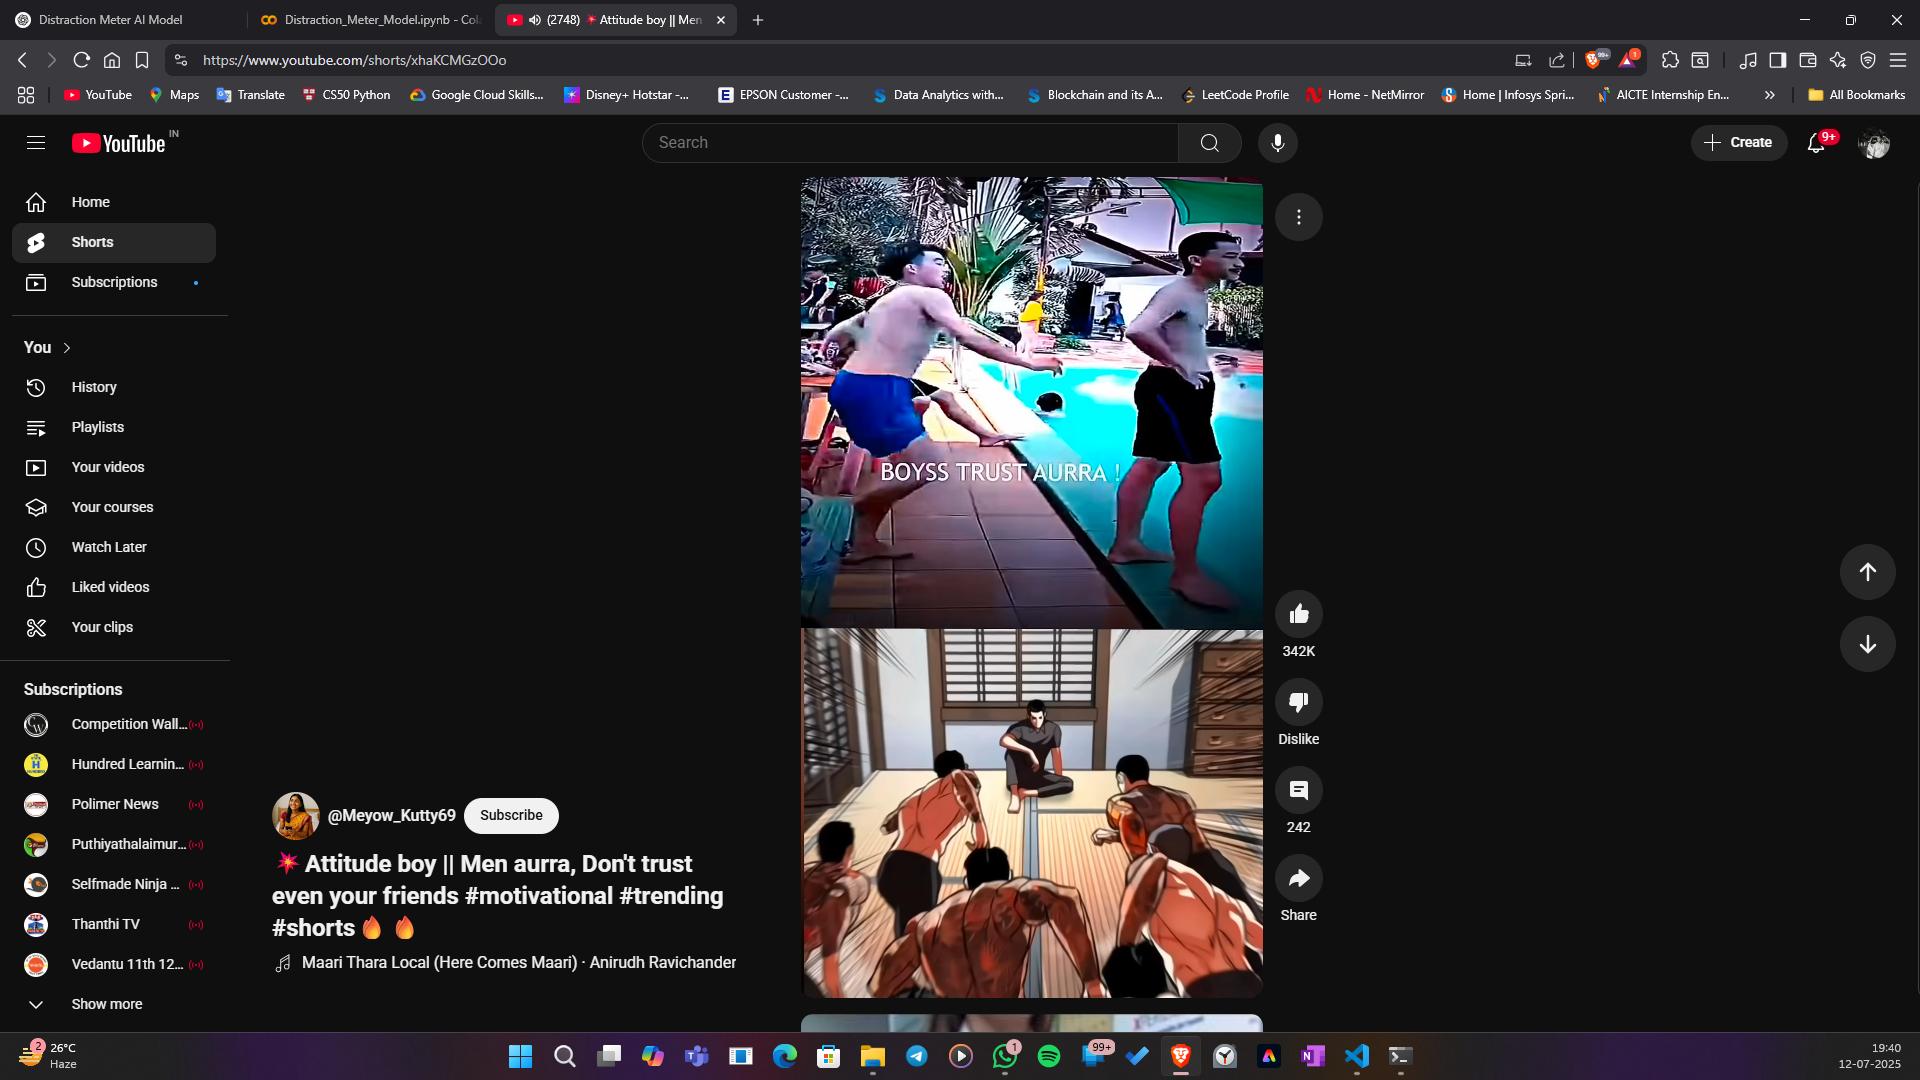 Distraction Meter AI Model
Distraction_Meter_Model.ipynb - Col
(2748) 💥 Attitude boy || Men
https://www.youtube.com/shorts/xhaKCMGzOOo
99+
1
YouTube
Maps
Translate
CS50 Python
Google Cloud Skills...
Disney+ Hotstar -...
EPSON Customer -...
Data Analytics with...
Blockchain and its A...
LeetCode Profile
Home - NetMirror
Home | Infosys Spri...
AICTE Internship En...
All Bookmarks
YouTube IN
Search
Create
9+
Home
Shorts
Subscriptions
You
History
Playlists
Your videos
Your courses
Watch Later
Liked videos
Your clips
Subscriptions
Competition Wall...
Hundred Learnin...
Polimer News
Puthiyathalaimur...
Selfmade Ninja ...
Thanthi TV
Vedantu 11th 12...
Show more
BOYSS TRUST AURRA !
342K
Dislike
242
Share
@Meyow_Kutty69
Subscribe
💥 Attitude boy || Men aurra, Don't trust
even your friends #motivational #trending
#shorts 🔥 🔥
Maari Thara Local (Here Comes Maari) · Anirudh Ravichander
2
26°C
Haze
1
99+
19:40
12-07-2025